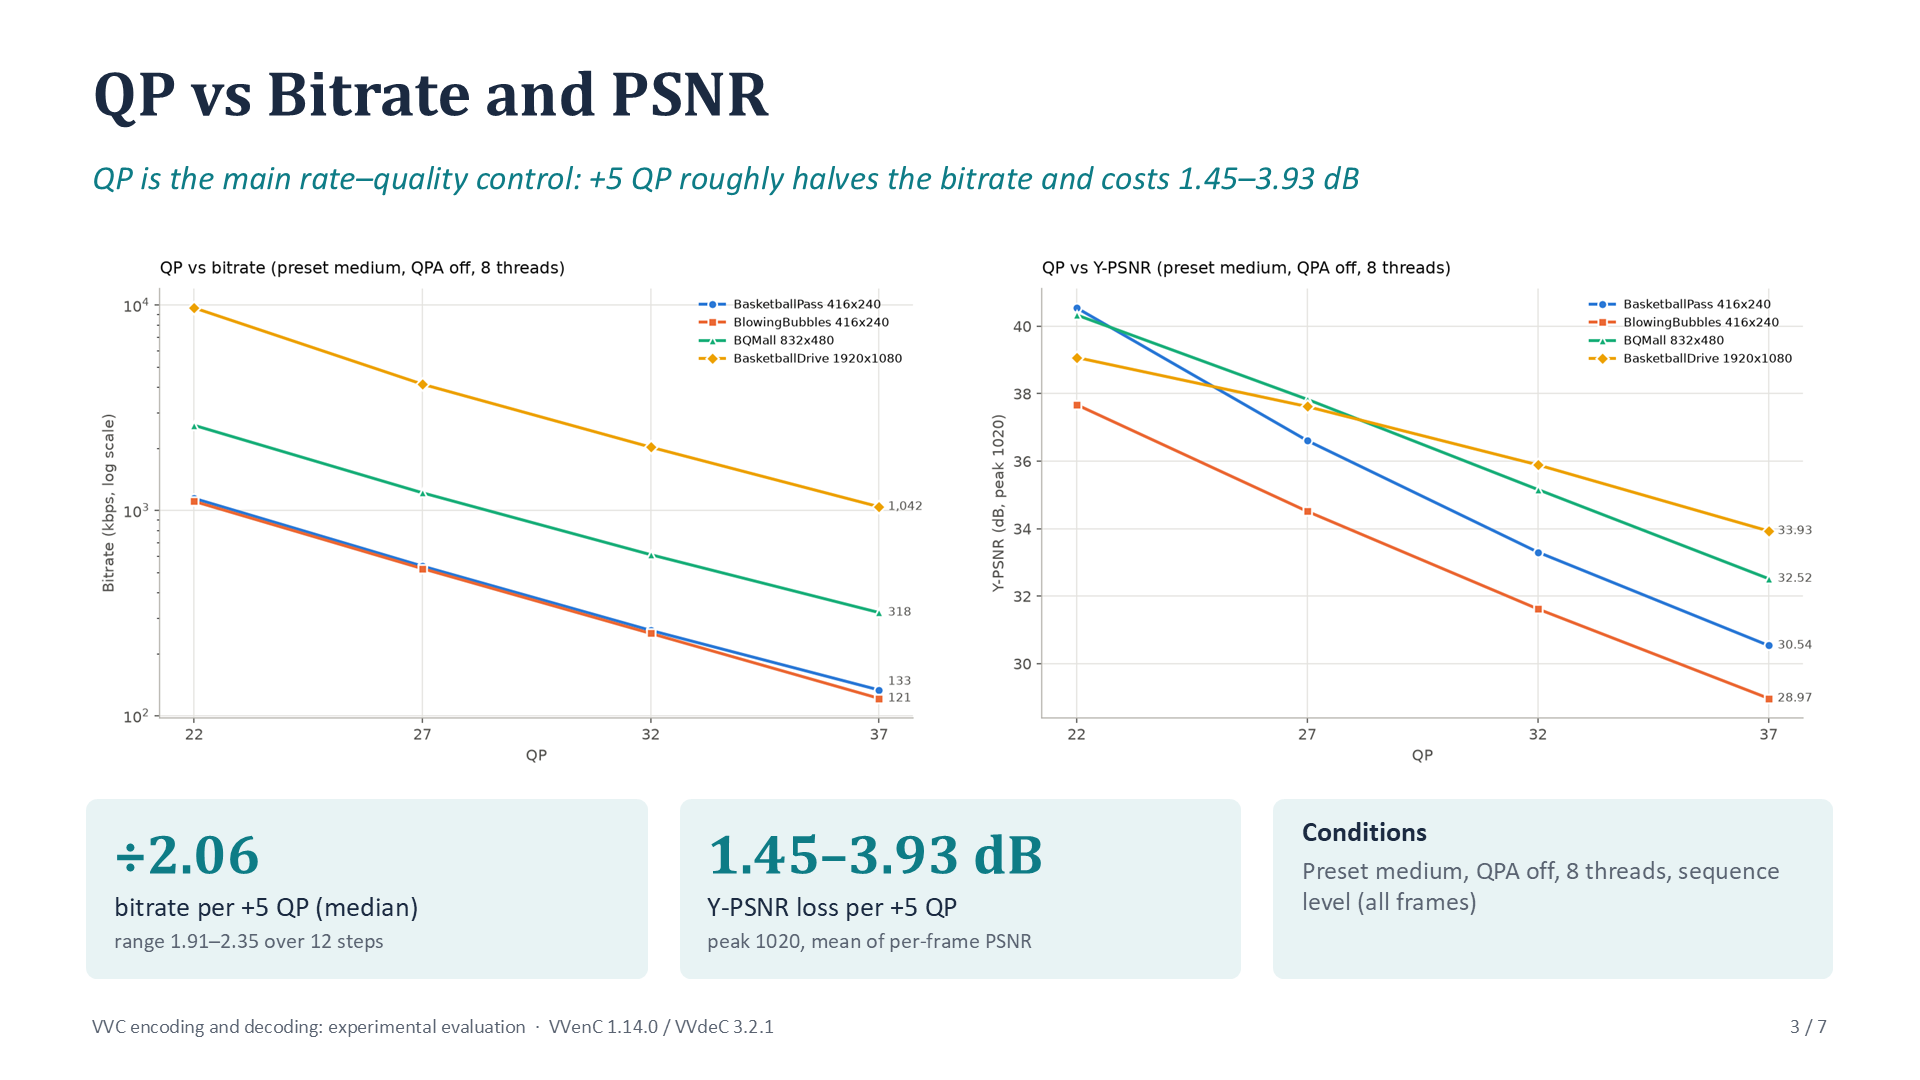 QP vs Bitrate and PSNR
QP is the main rate–quality control: +5 QP roughly halves the bitrate and costs 1.45–3.93 dB
QP vs bitrate (preset medium, QPA off, 8 threads)
BasketballPass 416x240
BlowingBubbles 416x240
BQMall 832x480
BasketballDrive 1920x1080
10⁴
10³
10²
Bitrate (kbps, log scale)
1,042
318
133
121
22 27 32 37
QP
QP vs Y-PSNR (preset medium, QPA off, 8 threads)
BasketballPass 416x240
BlowingBubbles 416x240
BQMall 832x480
BasketballDrive 1920x1080
40
38
36
34
32
30
Y-PSNR (dB, peak 1020)
33.93
32.52
30.54
28.97
22 27 32 37
QP
÷2.06
bitrate per +5 QP (median)
range 1.91–2.35 over 12 steps
1.45–3.93 dB
Y-PSNR loss per +5 QP
peak 1020, mean of per-frame PSNR
Conditions
Preset medium, QPA off, 8 threads, sequence
level (all frames)
VVC encoding and decoding: experimental evaluation · VVenC 1.14.0 / VVdeC 3.2.1
3 / 7